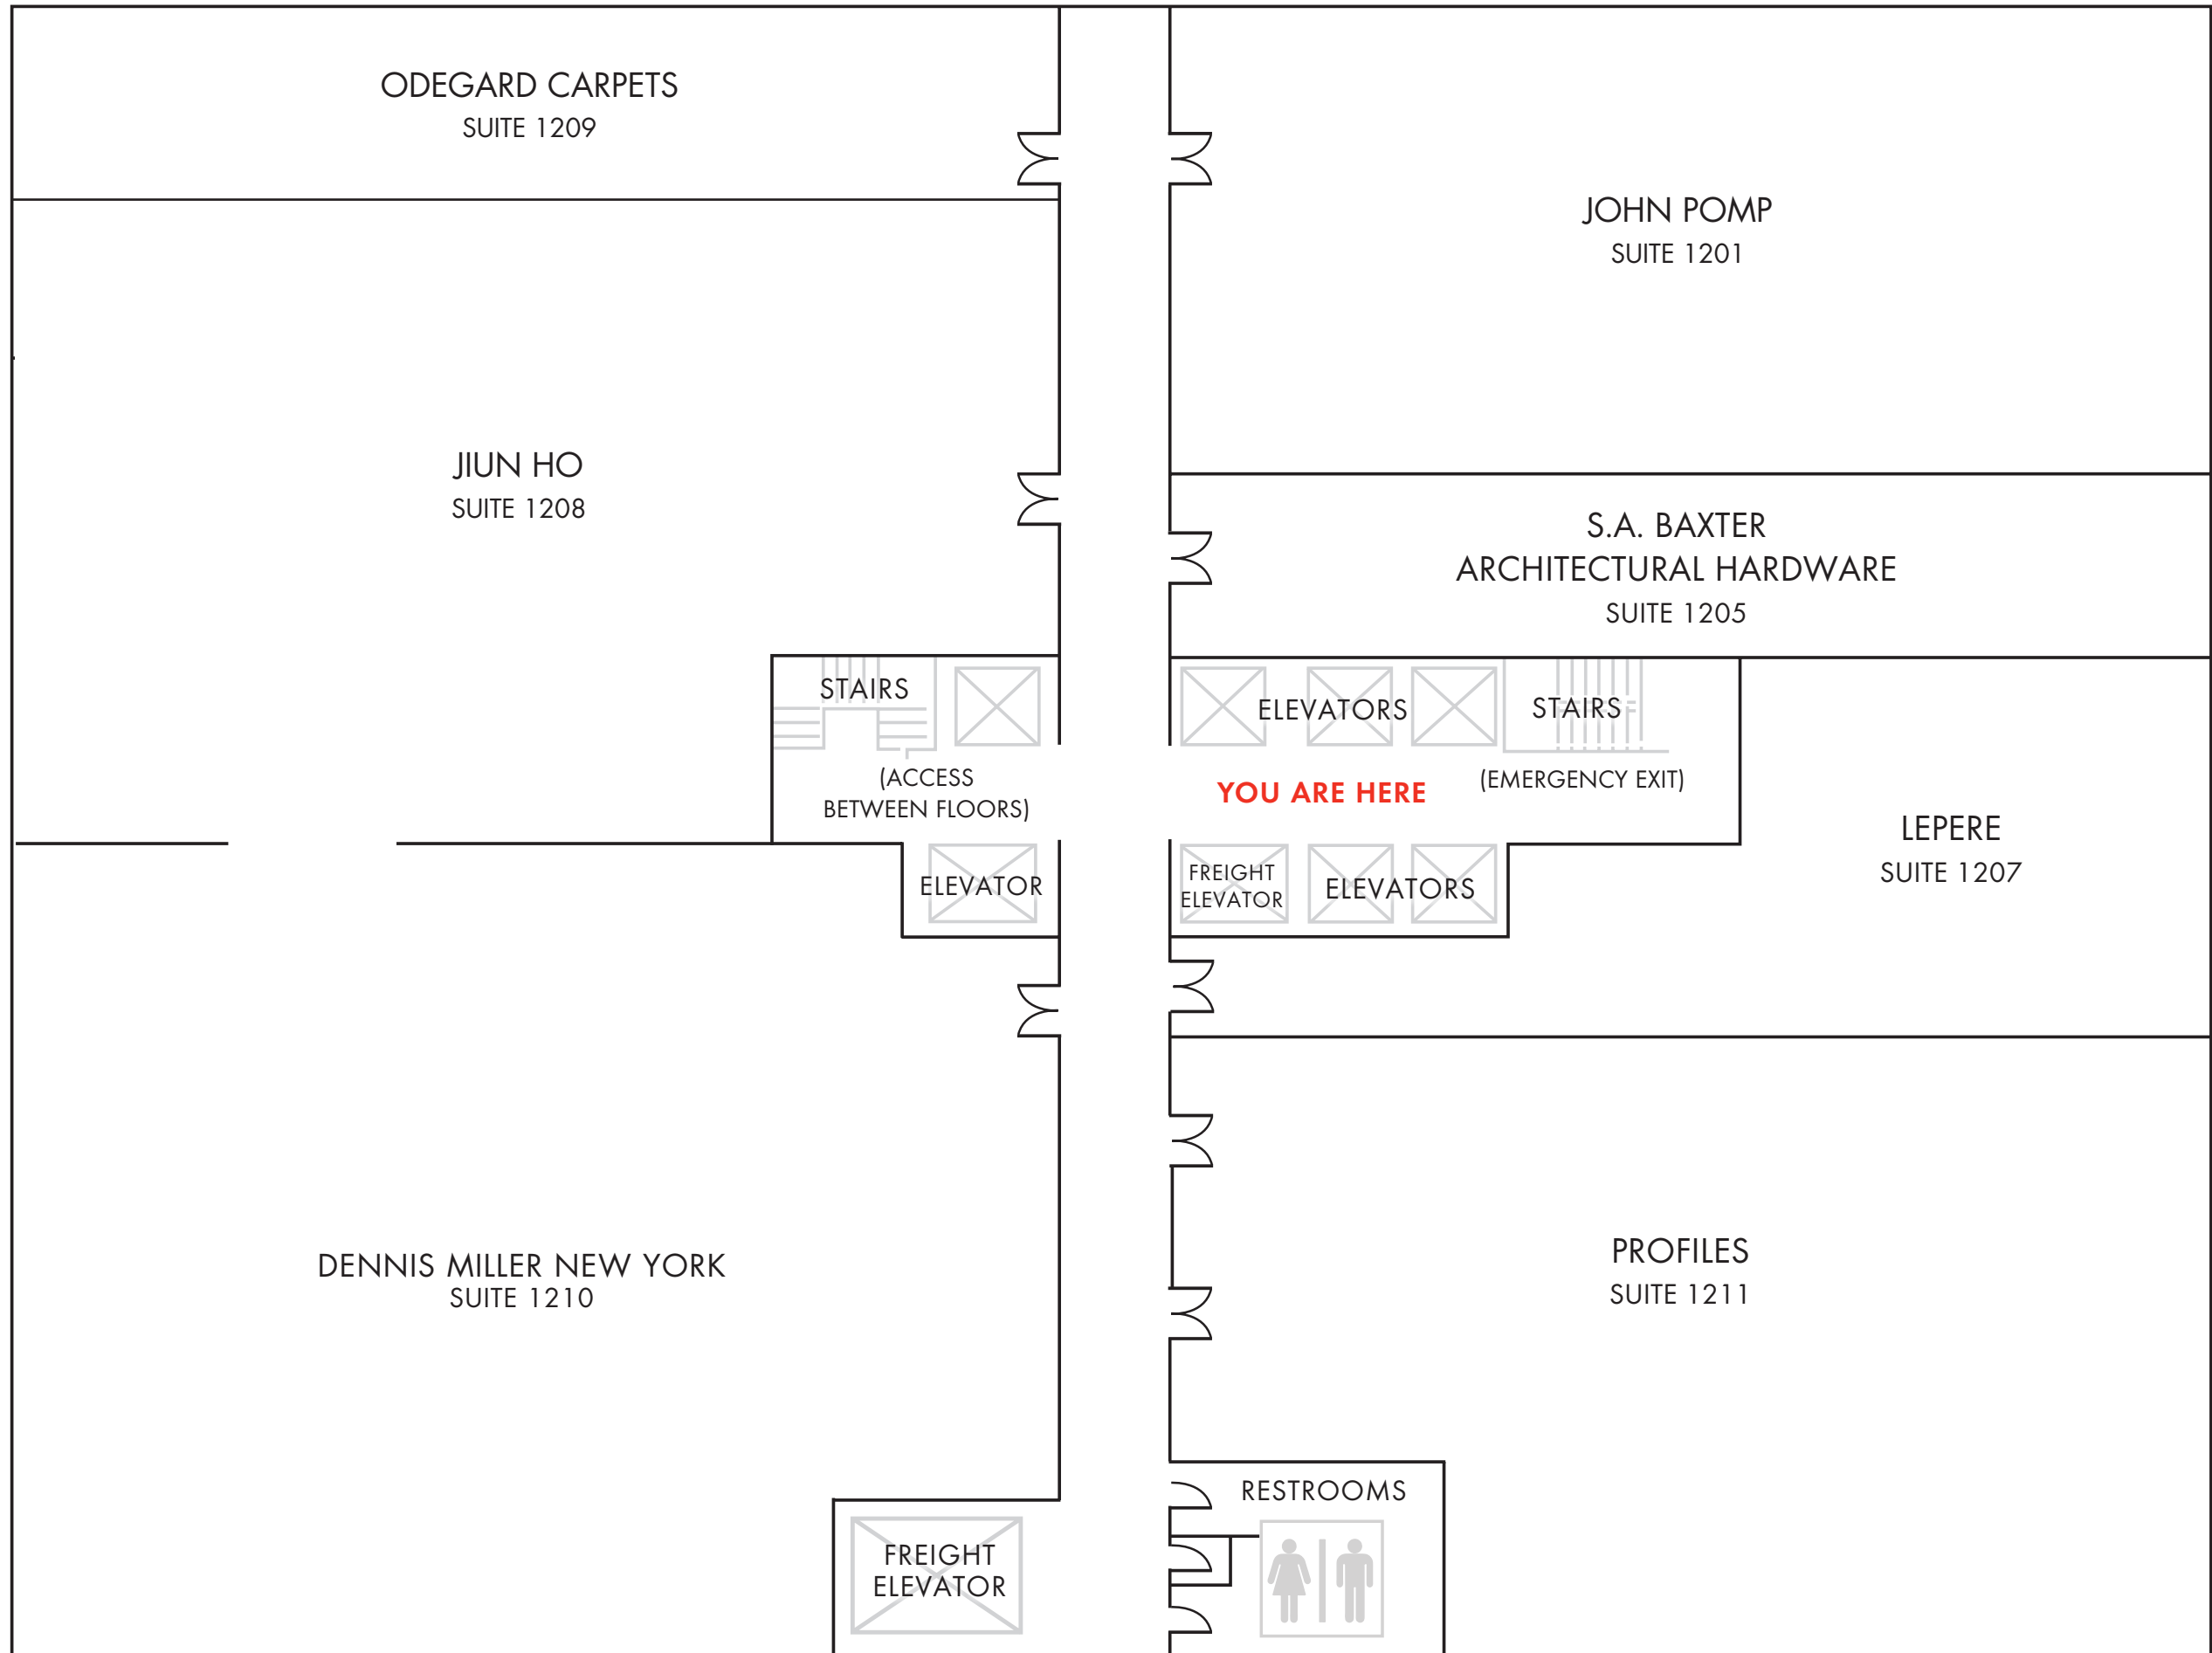 ODEGARD CARPETS
SUITE 1209
JOHN POMP
SUITE 1201
JIUN HO
SUITE 1208
S.A. BAXTER
ARCHITECTURAL HARDWARE
SUITE 1205
STAIRS
(ACCESS
BETWEEN FLOORS)
ELEVATOR
ELEVATORS
STAIRS
YOU ARE HERE
(EMERGENCY EXIT)
FREIGHT
ELEVATOR
ELEVATORS
LEPERE
SUITE 1207
DENNIS MILLER NEW YORK
SUITE 1210
PROFILES
SUITE 1211
FREIGHT
ELEVATOR
RESTROOMS